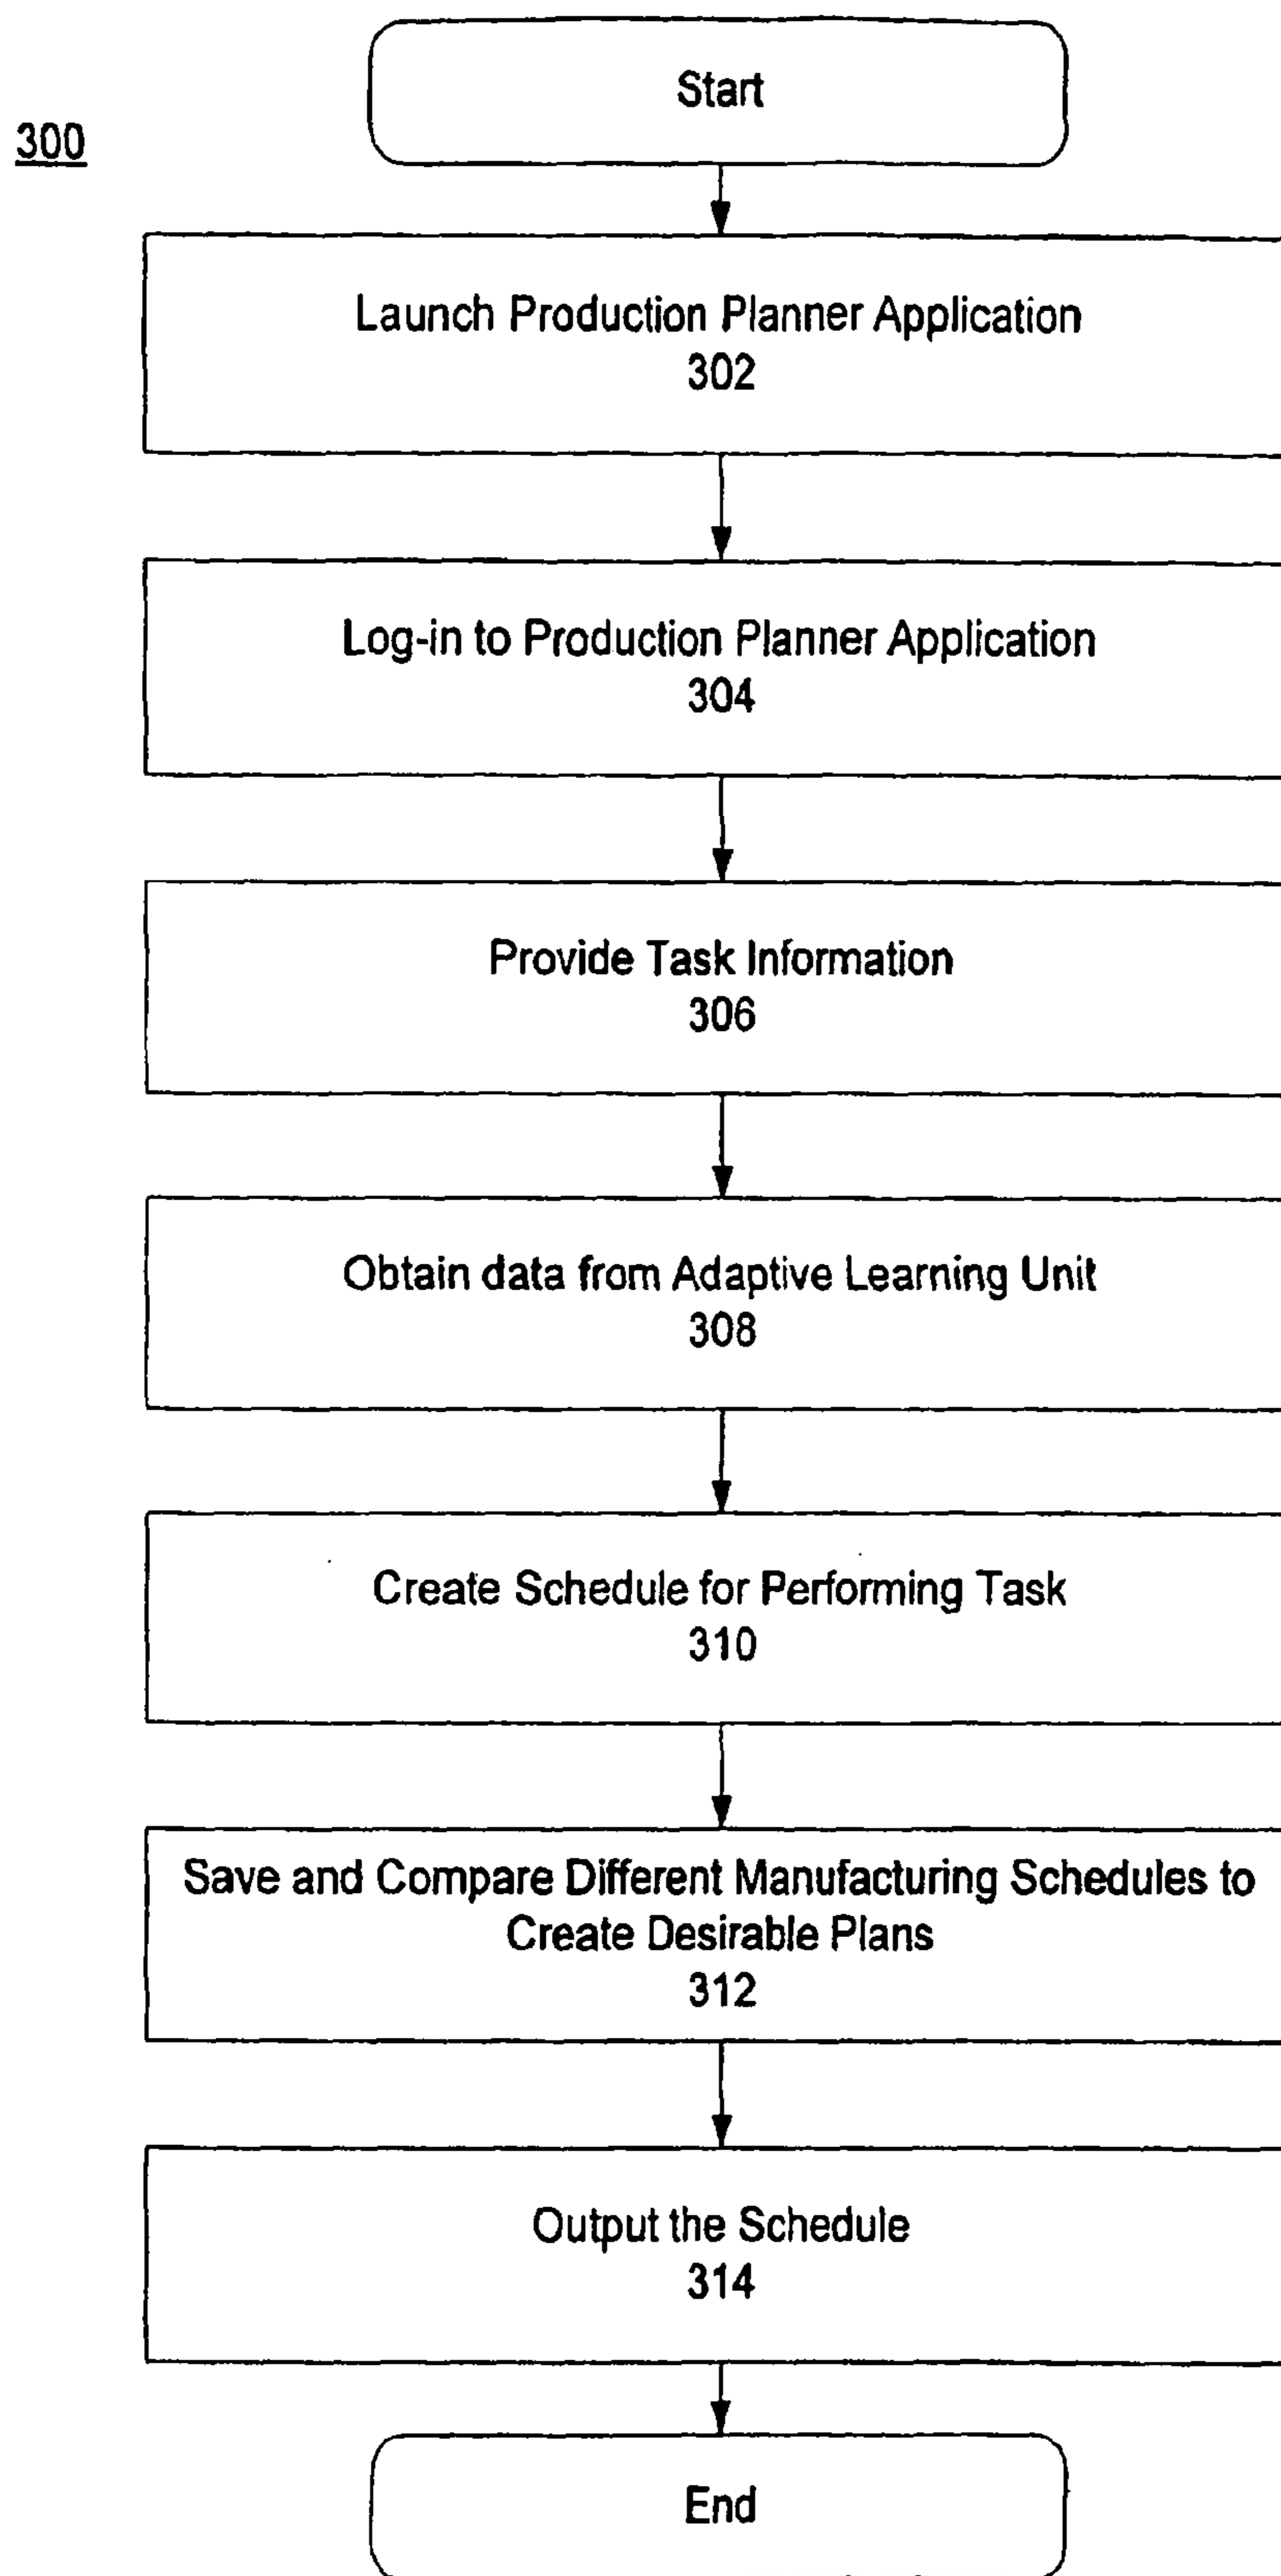 300
Start
Launch Production Planner Application
302
Log-in to Production Planner Application
304
Provide Task Information
306
Obtain data from Adaptive Learning Unit
308
Create Schedule for Performing Task
310
Save and Compare Different Manufacturing Schedules to
Create Desirable Plans
312
Output the Schedule
314
End